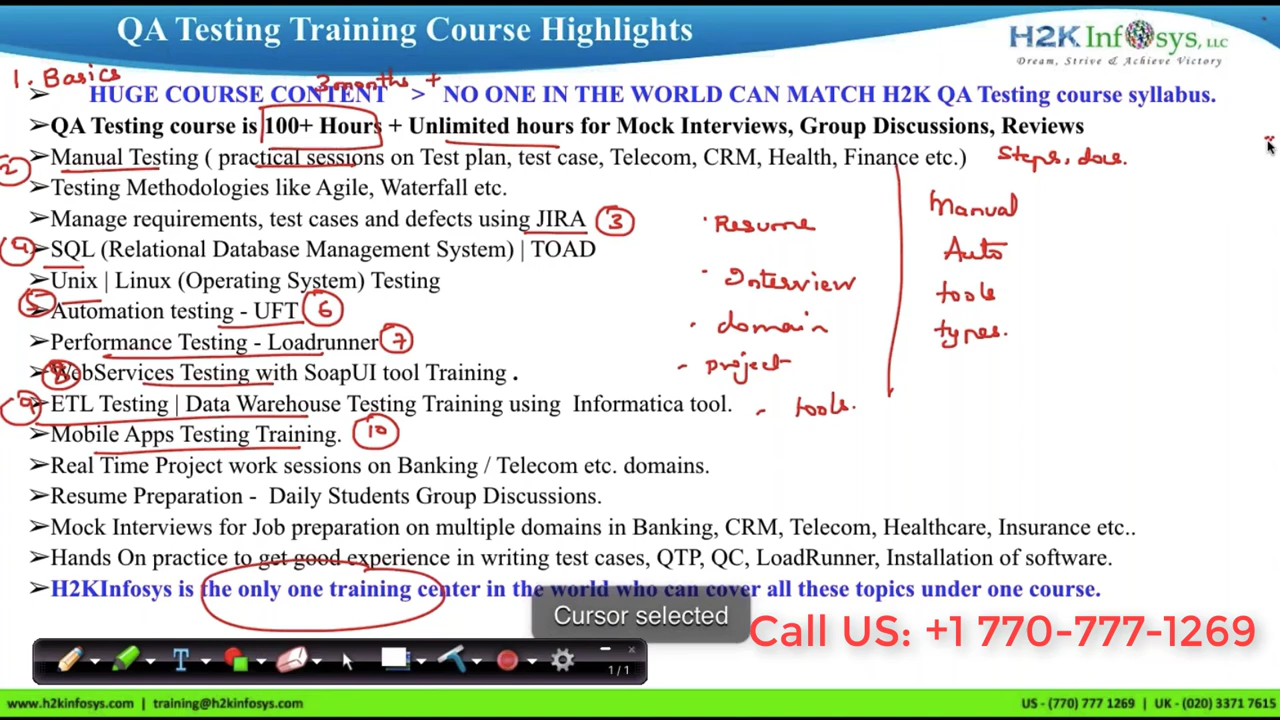 QA Testing Training Course Highlights
H2K Infosys, LLC
Dream, Strive & Achieve Victory
1. Basics
3 months +
➢ HUGE COURSE CONTENT > NO ONE IN THE WORLD CAN MATCH H2K QA Testing course syllabus.
➢QA Testing course is 100+ Hours + Unlimited hours for Mock Interviews, Group Discussions, Reviews
2 ➢Manual Testing ( practical sessions on Test plan, test case, Telecom, CRM, Health, Finance etc.) Steps, docs.
➢Testing Methodologies like Agile, Waterfall etc.
Manual
➢Manage requirements, test cases and defects using JIRA 3
Resume
4 ➢SQL (Relational Database Management System) | TOAD
Auto
➢Unix | Linux (Operating System) Testing
Interview
tools
5 ➢Automation testing - UFT 6
domain
types.
➢Performance Testing - Loadrunner 7
project
8 WebServices Testing with SoapUI tool Training .
9 ➢ETL Testing | Data Warehouse Testing Training using Informatica tool.
tools.
➢Mobile Apps Testing Training. 10
➢Real Time Project work sessions on Banking / Telecom etc. domains.
➢Resume Preparation - Daily Students Group Discussions.
➢Mock Interviews for Job preparation on multiple domains in Banking, CRM, Telecom, Healthcare, Insurance etc..
➢Hands On practice to get good experience in writing test cases, QTP, QC, LoadRunner, Installation of software.
➢H2KInfosys is the only one training center in the world who can cover all these topics under one course.
Cursor selected
Call US: +1 770-777-1269
T
1 / 1
www.h2kinfosys.com | training@h2kinfosys.com
US - (770) 777 1269 | UK - (020) 3371 7615